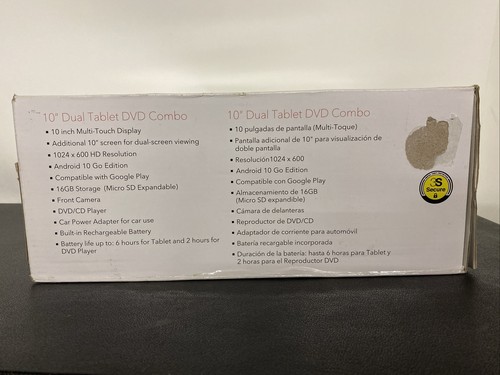 10" Dual Tablet DVD Combo
• 10 inch Multi-Touch Display
• Additional 10" screen for dual-screen viewing
• 1024 x 600 HD Resolution
• Android 10 Go Edition
• Compatible with Google Play
• 16GB Storage (Micro SD Expandable)
• Front Camera
• DVD/CD Player
• Car Power Adapter for car use
• Built-in Rechargeable Battery
• Battery life up to: 6 hours for Tablet and 2 hours for
DVD Player
10" Dual Tablet DVD Combo
• 10 pulgadas de pantalla (Multi-Toque)
• Pantalla adicional de 10" para visualización de
doble pantalla
• Resolución1024 x 600
• Android 10 Go Edition
• Compatible con Google Play
• Almacenamiento de 16GB
(Micro SD expandible)
• Cámara de delanteras
• Reproductor de DVD/CD
• Adaptador de corriente para automóvil
• Batería recargable incorporada
• Duración de la batería: hasta 6 horas para Tablet y
2 horas para el Reproductor DVD
3S
Secure